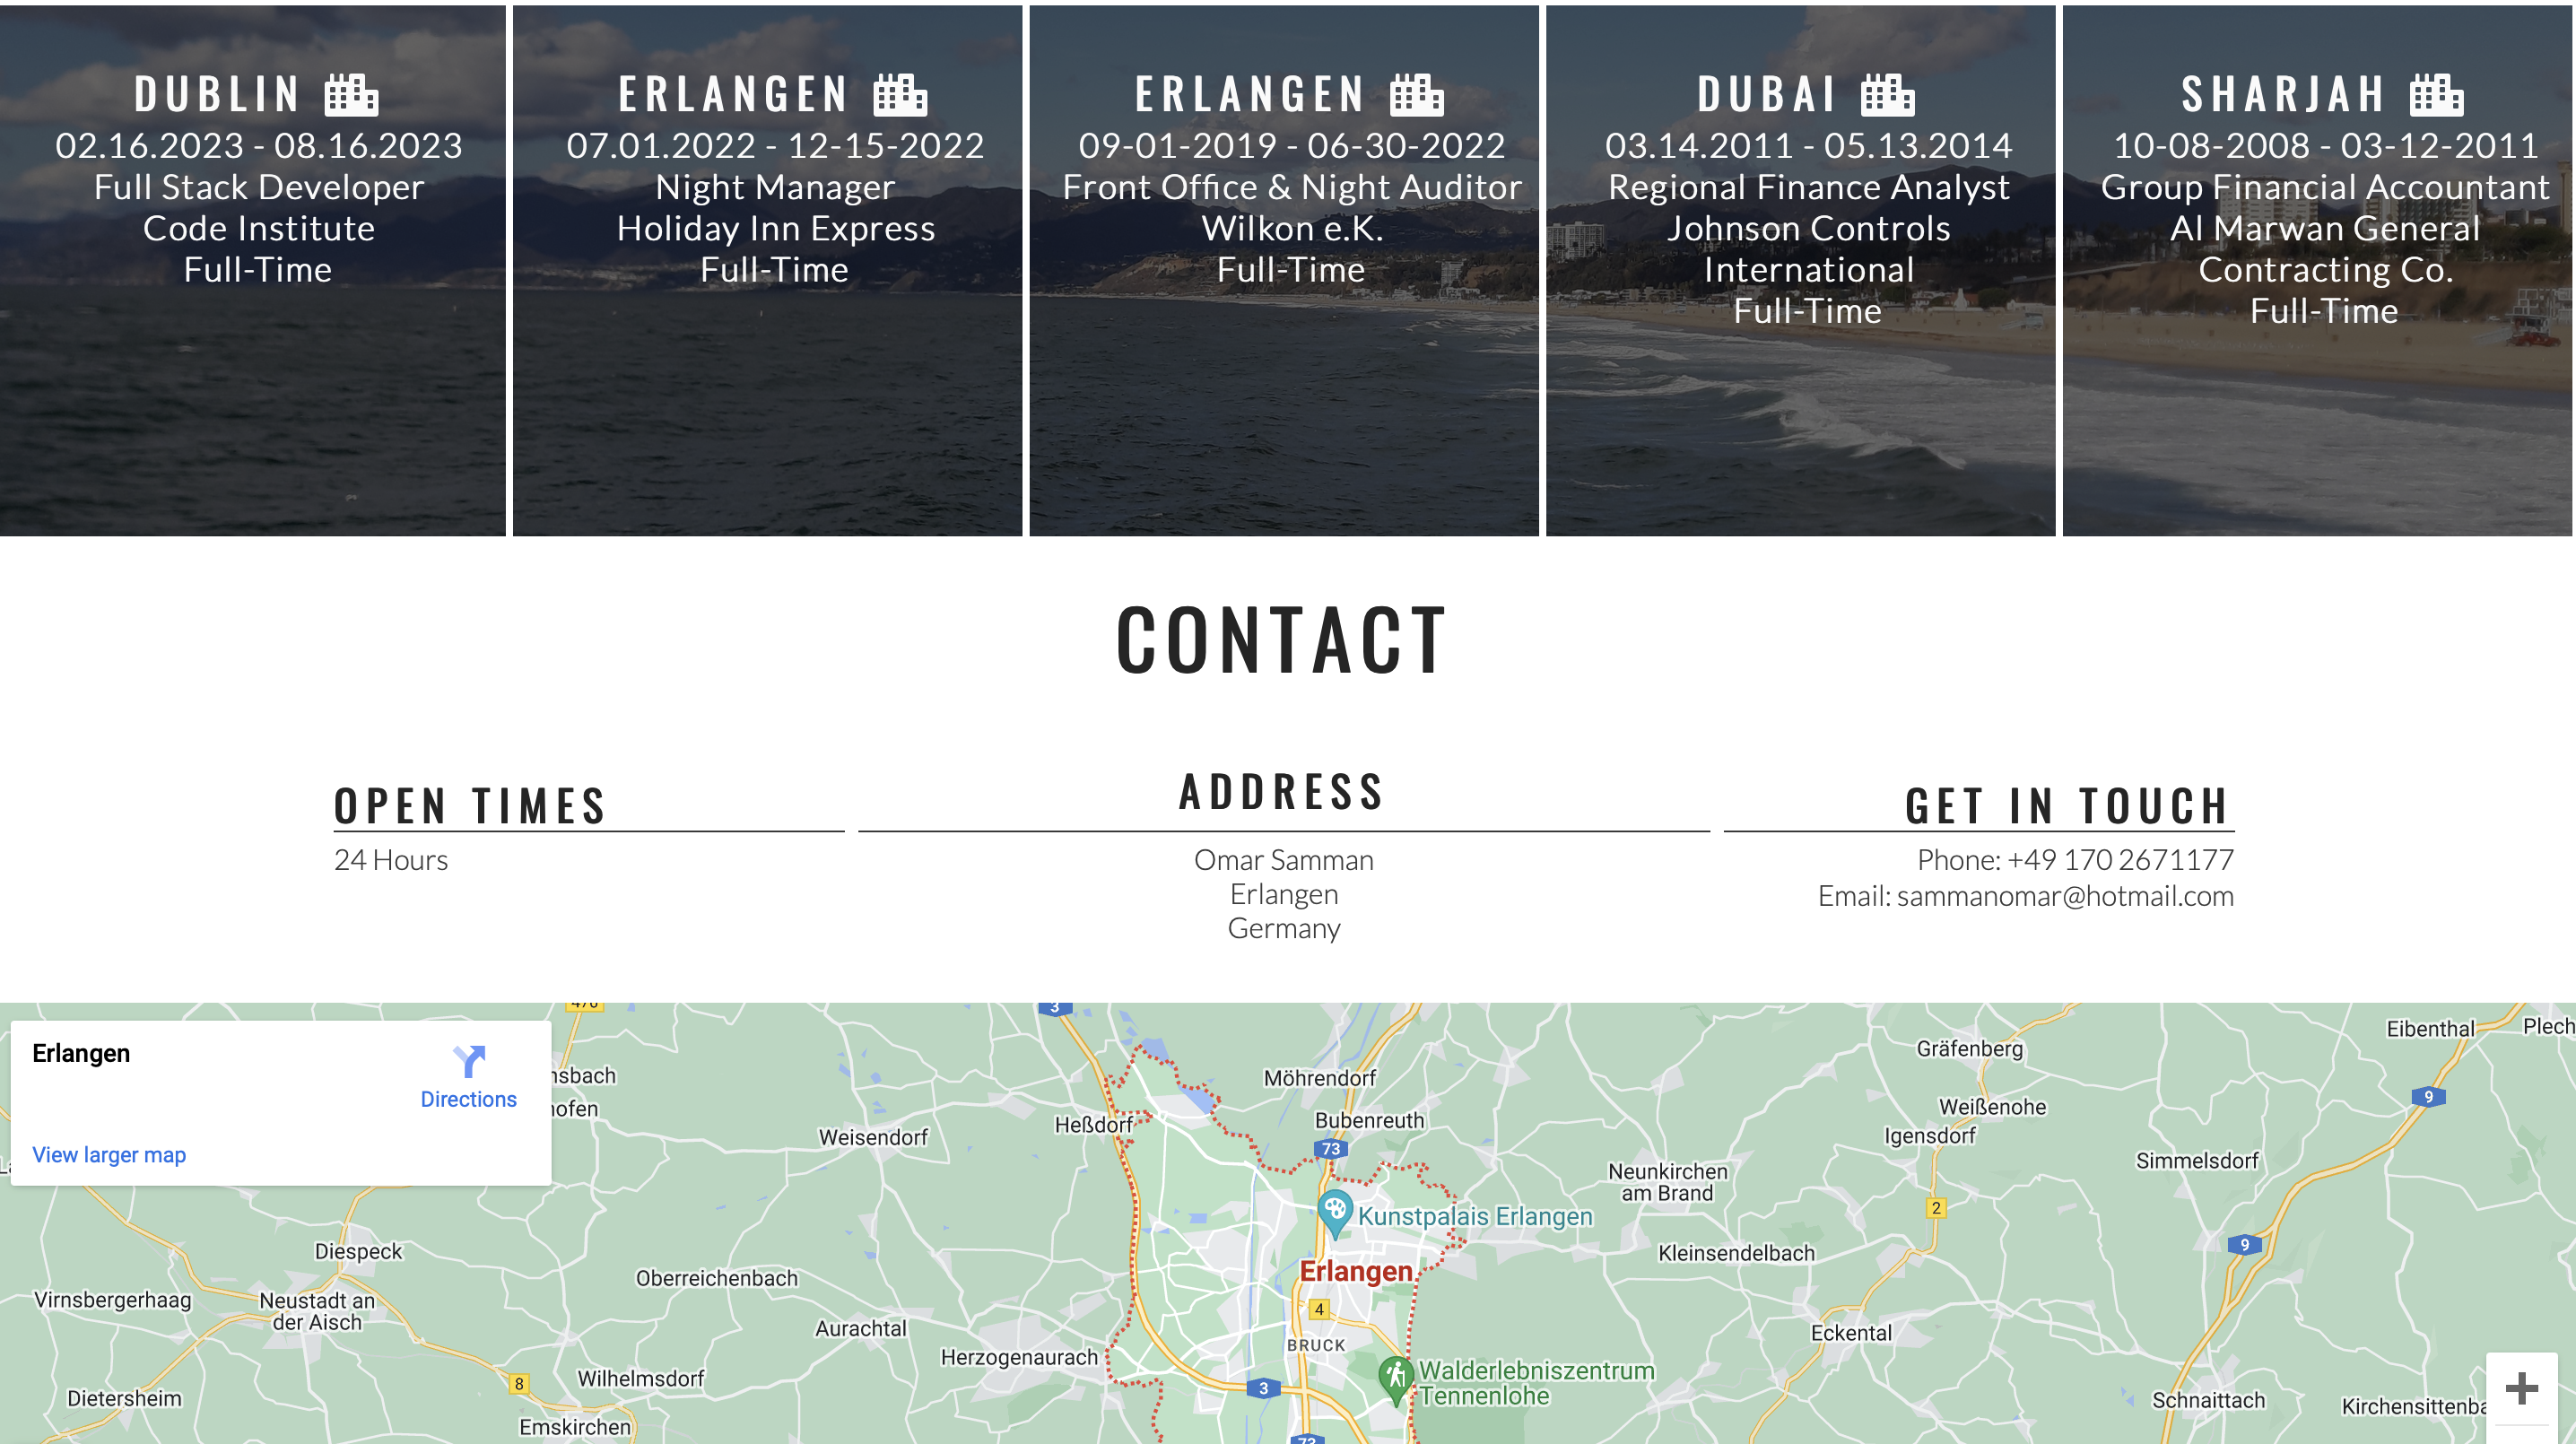 DUBLIN
02.16.2023 - 08.16.2023
Full Stack Developer
Code Institute
Full-Time
ERLANGEN
07.01.2022 - 12-15-2022
Night Manager
Holiday Inn Express
Full-Time
ERLANGEN
09-01-2019 - 06-30-2022
Front Office & Night Auditor
Wilkon e.K.
Full-Time
DUBAI
03.14.2011 - 05.13.2014
Regional Finance Analyst
Johnson Controls
International
Full-Time
SHARJAH
10-08-2008 - 03-12-2011
Group Financial Accountant
Al Marwan General
Contracting Co.
Full-Time
CONTACT
OPEN TIMES
24 Hours
ADDRESS
Omar Samman
Erlangen
Germany
GET IN TOUCH
Phone: +49 170 2671177
Email: sammanomar@hotmail.com
Erlangen
Directions
View larger map
3
Eibenthal
Plech
Gräfenberg
nsbach
Möhrendorf
hofen
Weißenohe
9
Heßdorf
Bubenreuth
Weisendorf
Igensdorf
73
Simmelsdorf
Neunkirchen
am Brand
2
Kunstpalais Erlangen
9
Diespeck
Kleinsendelbach
Erlangen
Oberreichenbach
Virnsbergerhaag
Neustadt an
der Aisch
4
Aurachtal
Eckental
BRUCK
Herzogenaurach
Walderlebniszentrum
Tennenlohe
8
Wilhelmsdorf
3
Dietersheim
Schnaittach
Kirchensittenba
Emskirchen
73